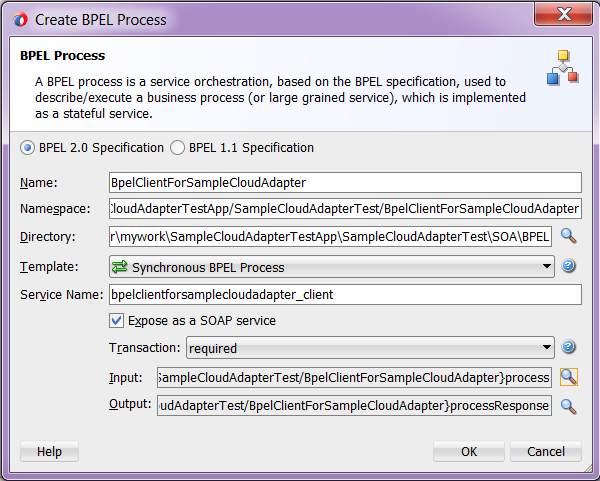 Create BPEL Process
BPEL Process
A BPEL process is a service orchestration, based on the BPEL specification, used to
describe/execute a business process (or large grained service), which is implemented
as a stateful service.
BPEL 2.0 Specification BPEL 1.1 Specification
Name: BpelClientForSampleCloudAdapter
Namespace: CloudAdapterTestApp/SampleCloudAdapterTest/BpelClientForSampleCloudAdapter
Directory: r\mywork\SampleCloudAdapterTestApp\SampleCloudAdapterTest\SOA\BPEL
Template: Synchronous BPEL Process
Service Name: bpelclientforsamplecloudadapter_client
Expose as a SOAP service
Transaction: required
Input: SampleCloudAdapterTest/BpelClientForSampleCloudAdapter}process
Output: oudAdapterTest/BpelClientForSampleCloudAdapter}processResponse
Help OK Cancel